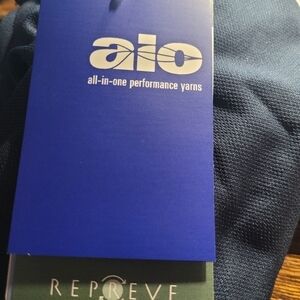 aio
all-in-one performance yarns
REPREVE